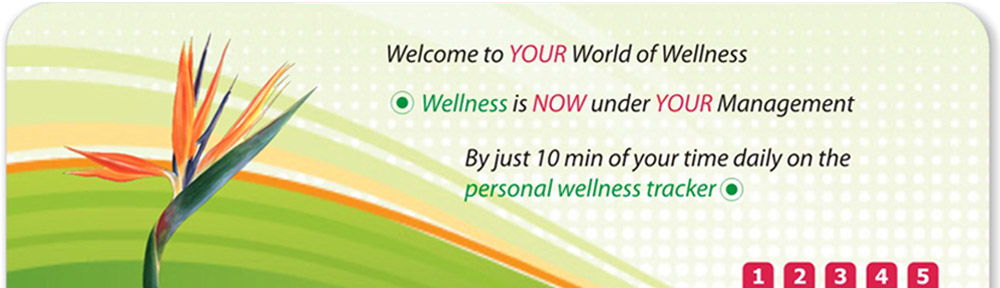 Welcome to YOUR World of Wellness
Wellness is NOW under YOUR Management
By just 10 min of your time daily on the
personal wellness tracker
1 2 3 4 5